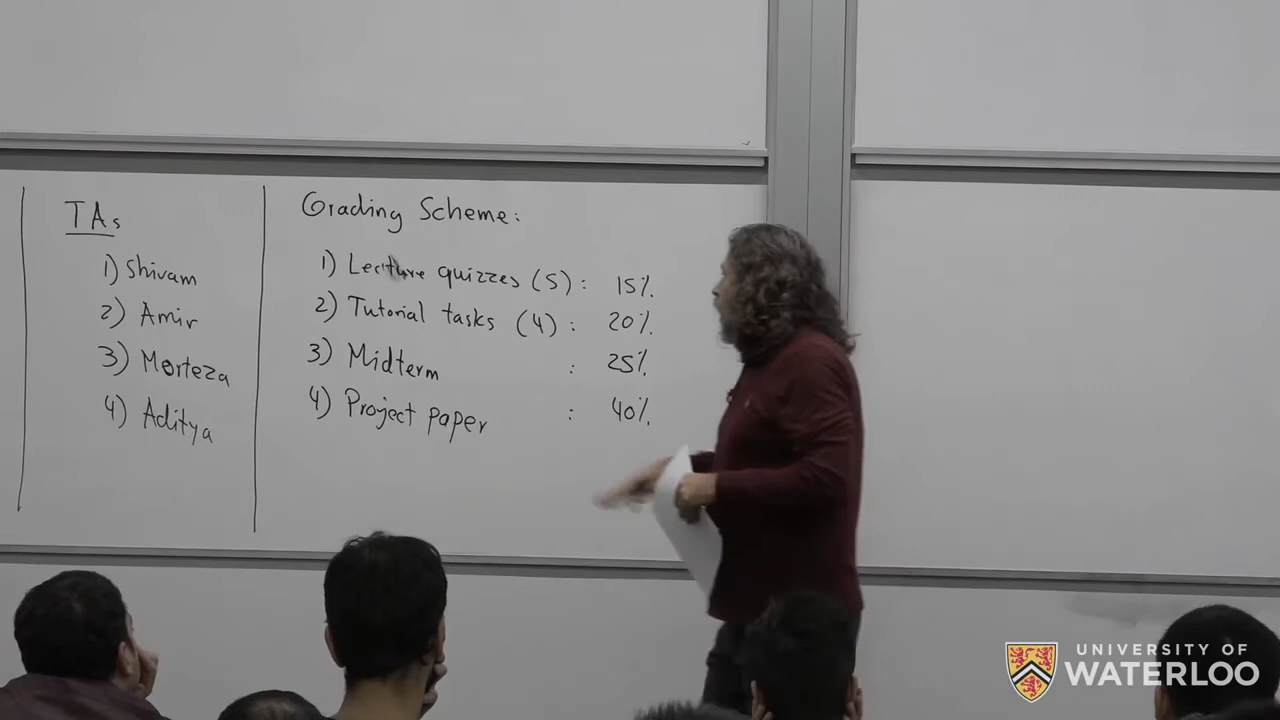 TAs
1) Shivam
2) Amir
3) Morteza
4) Aditya
Grading Scheme:
1) Lecture quizzes (5) : 15%
2) Tutorial tasks (4) : 20%
3) Midterm : 25%
4) Project paper : 40%
UNIVERSITY OF
WATERLOO